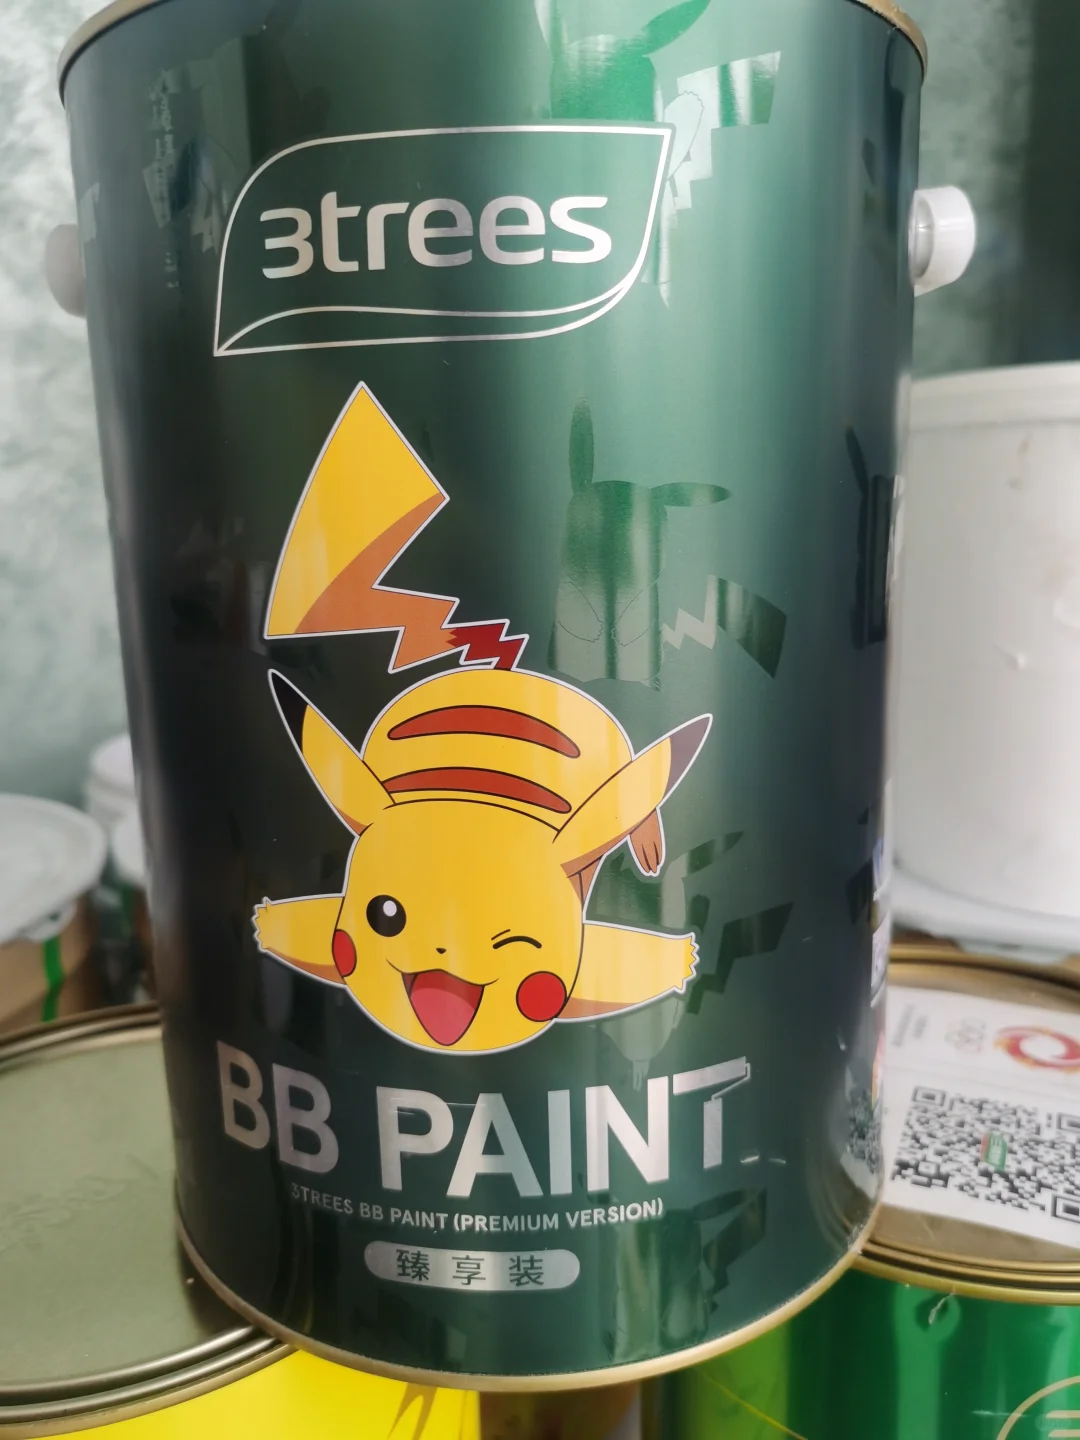 3trees
BB PAINT
3TREES BB PAINT (PREMIUM VERSION)
臻享装